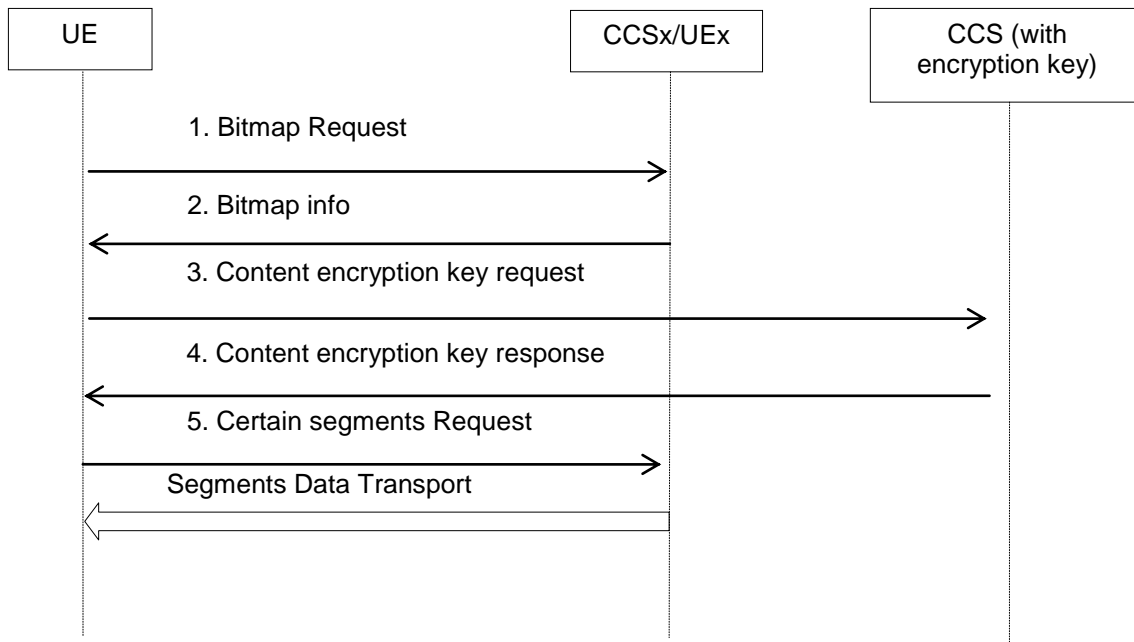 UE
CCSx/UEx
CCS (with
encryption key)
1. Bitmap Request
2. Bitmap info
3. Content encryption key request
4. Content encryption key response
5. Certain segments Request
Segments Data Transport